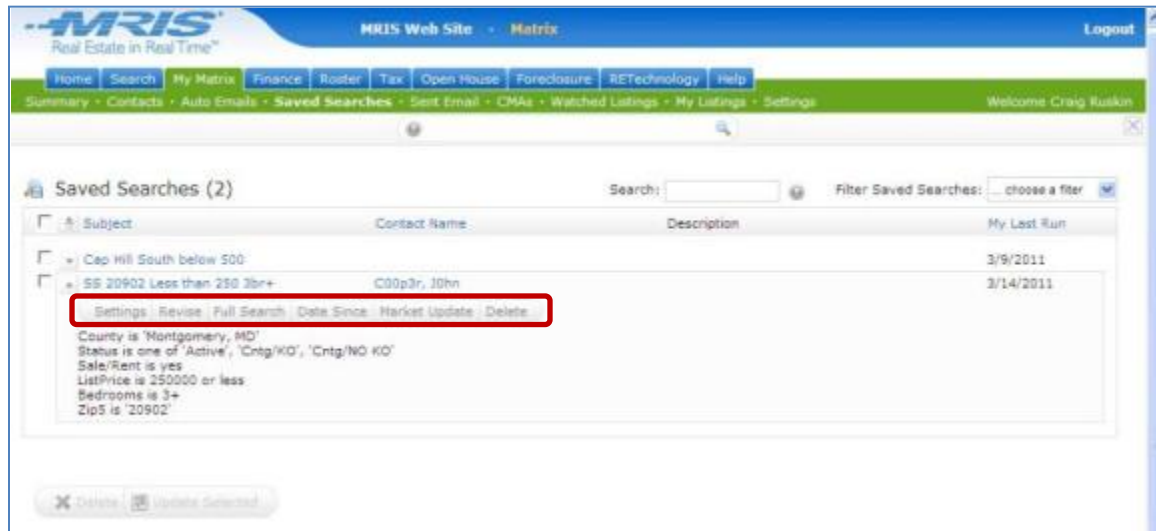 MRIS
Real Estate in Real Time™
MRIS Web Site - Matrix
Logout
Home Search My Matrix Finance Roster Tax Open House Foreclosure RETechnology Help
Summary · Contacts · Auto Emails · Saved Searches · Sent Email · CMAs · Watched Listings · My Listings · Settings
Welcome Craig Ruskin
Saved Searches (2)
Search:
Filter Saved Searches: ... choose a filter
Subject Contact Name Description My Last Run
Cap Hill South below 500 3/9/2011
SS 20902 Less than 250 3br+ C00p3r, J0hn 3/14/2011
Settings Revise Full Search Date Since Market Update Delete
County is 'Montgomery, MD'
Status is one of 'Active', 'Cntg/KO', 'Cntg/NO KO'
Sale/Rent is yes
ListPrice is 250000 or less
Bedrooms is 3+
Zip5 is '20902'
Delete Update Selected